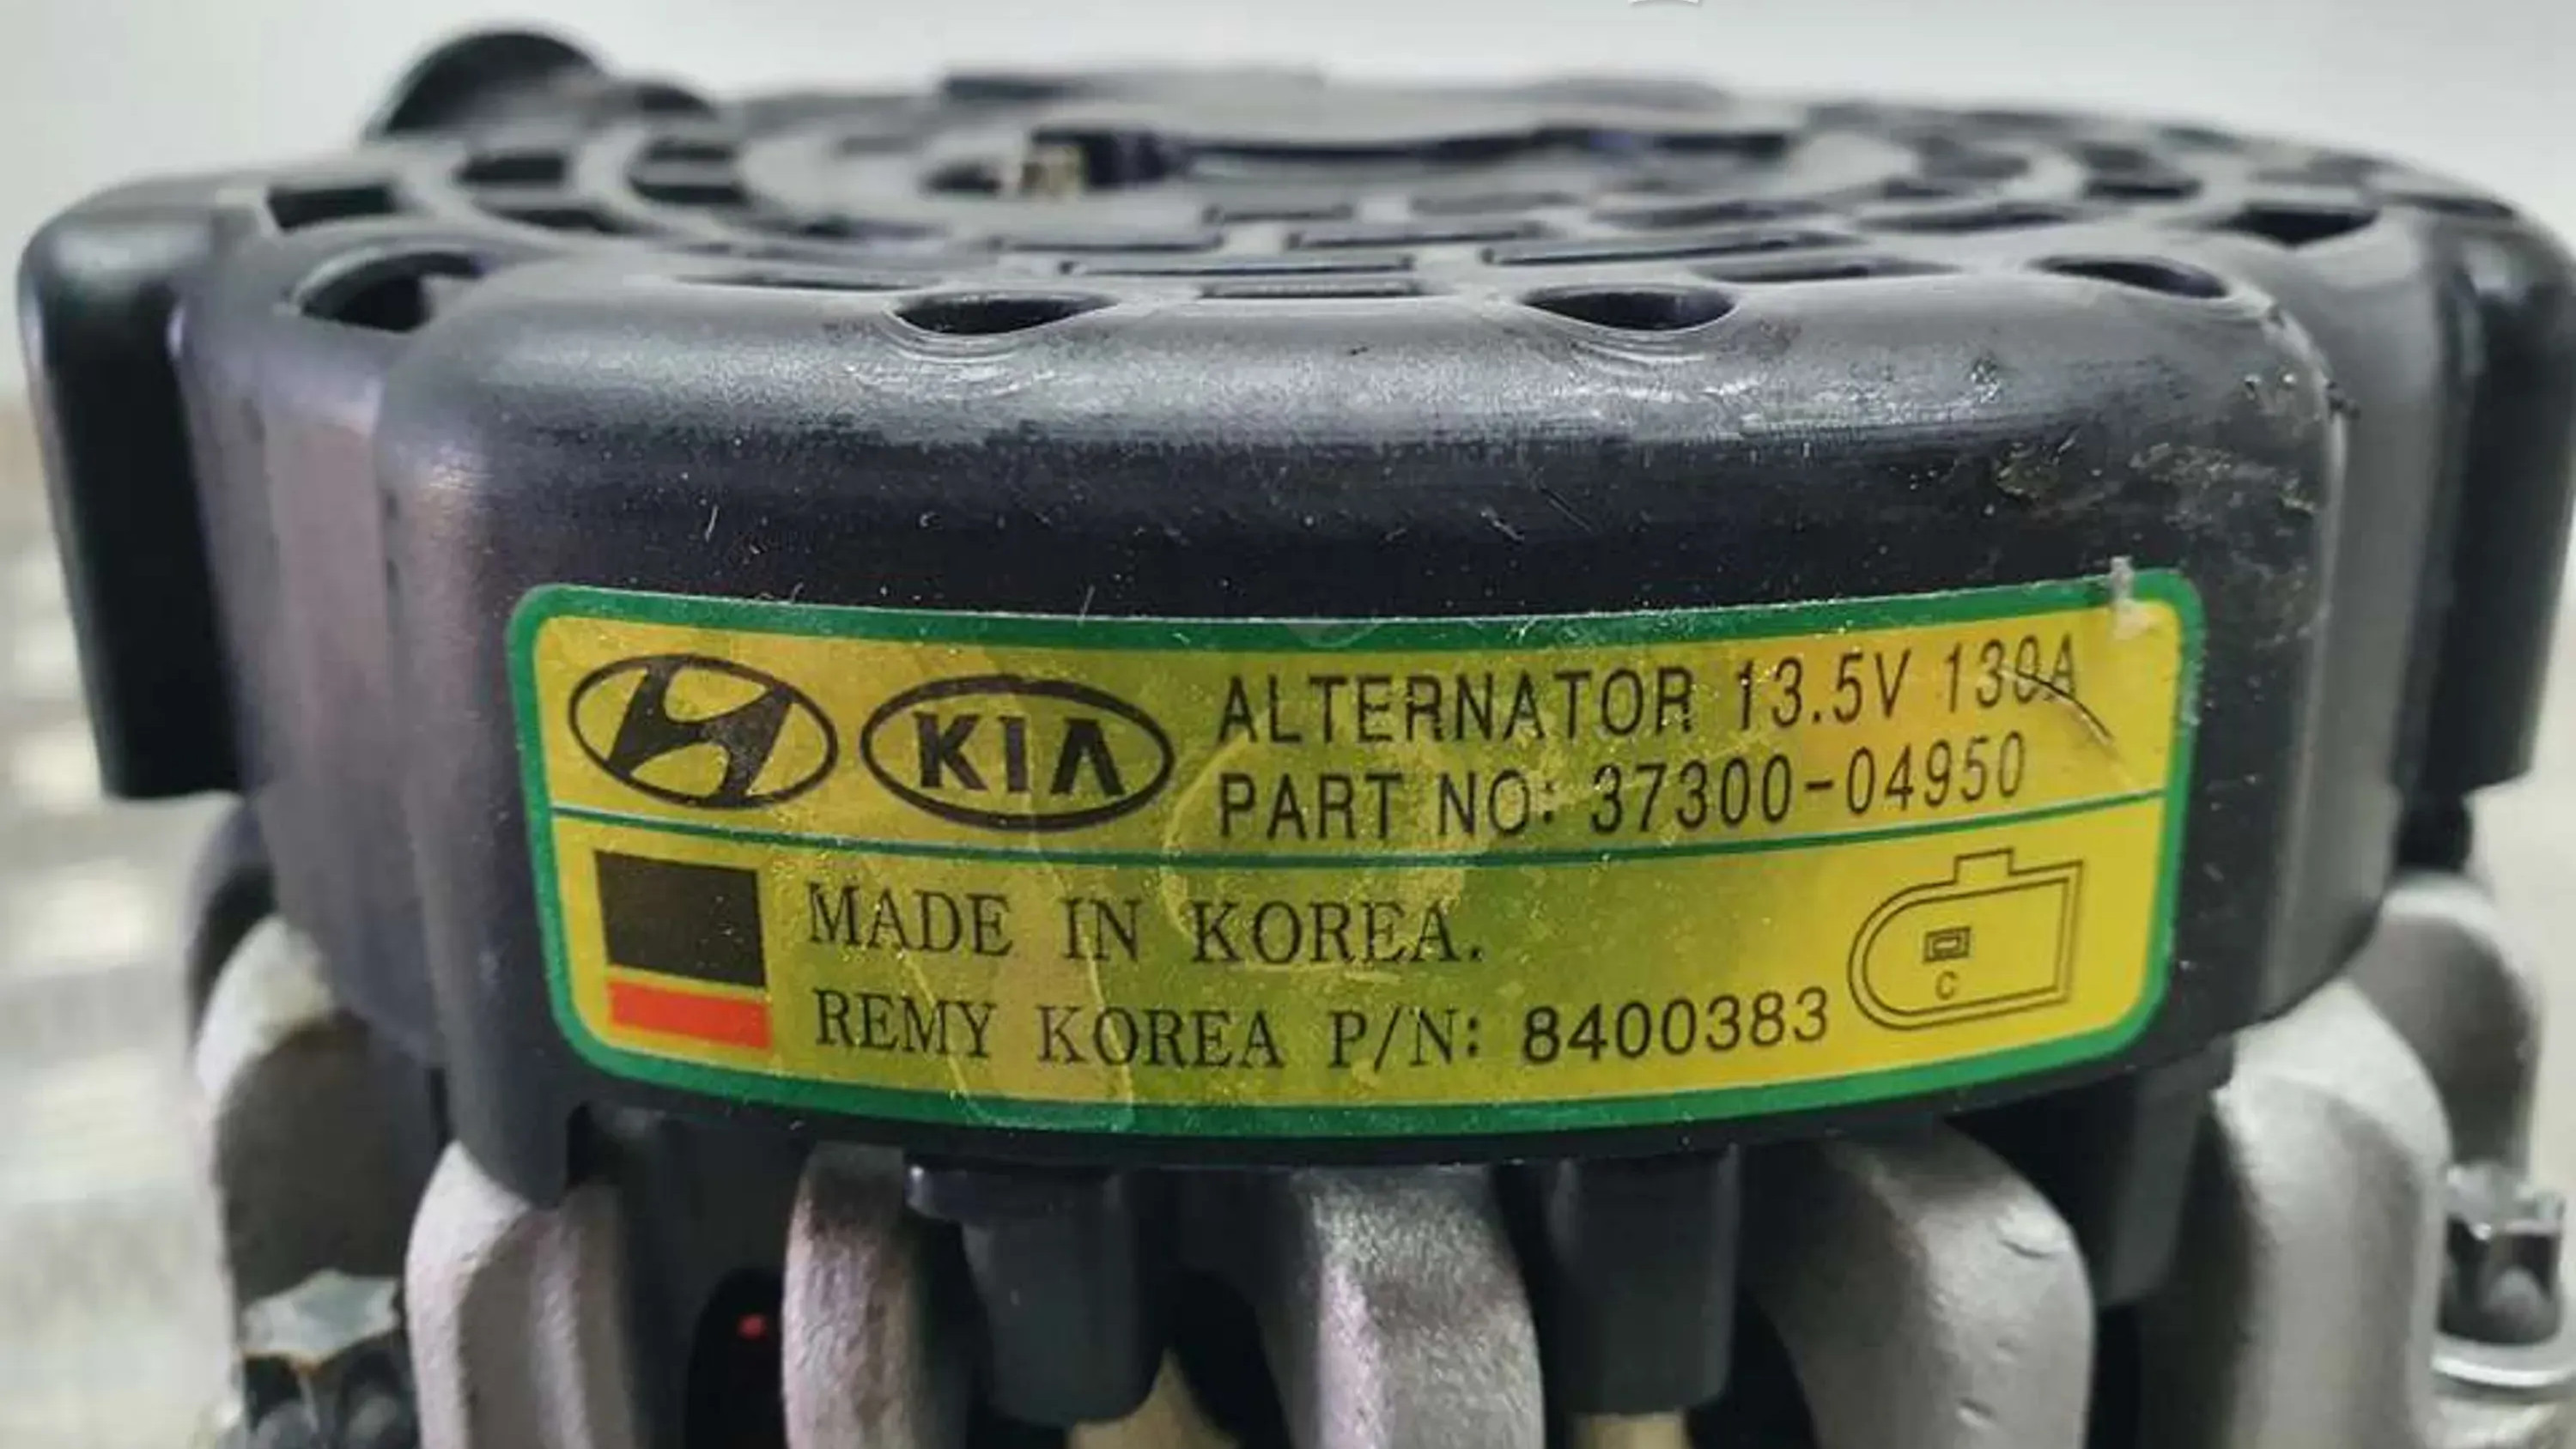 KIA
ALTERNATOR 13.5V 130A
PART NO: 37300-04950
MADE IN KOREA.
REMY KOREA P/N: 8400383
C